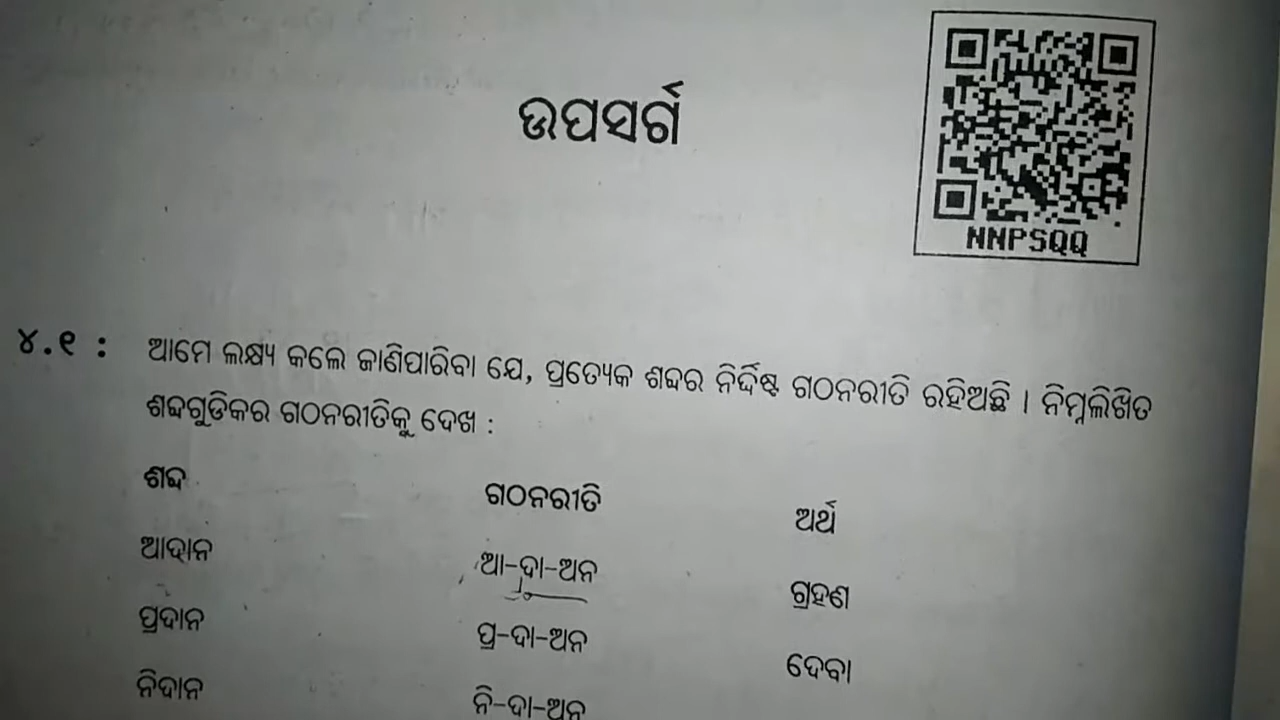 ଉପସର୍ଗ
NNPSQQ
୪.୧ : ଆମେ ଲକ୍ଷ୍ୟ କଲେ ଜାଣିପାରିବା ଯେ, ପ୍ରତ୍ୟେକ ଶବ୍ଦର ନିର୍ଦ୍ଦିଷ୍ଟ ଗଠନରୀତି ରହିଅଛି । ନିମ୍ନଲିଖିତ
ଶବ୍ଦଗୁଡିକର ଗଠନରୀତିକୁ ଦେଖ :
ଶବ୍ଦ ଗଠନରୀତି ଅର୍ଥ
ଆଦାନ ଆ-ଦା-ଅନ ଗ୍ରହଣ
ପ୍ରଦାନ ପ୍ର-ଦା-ଅନ ଦେବା
ନିଦାନ ନି-ଦା-ଅନ